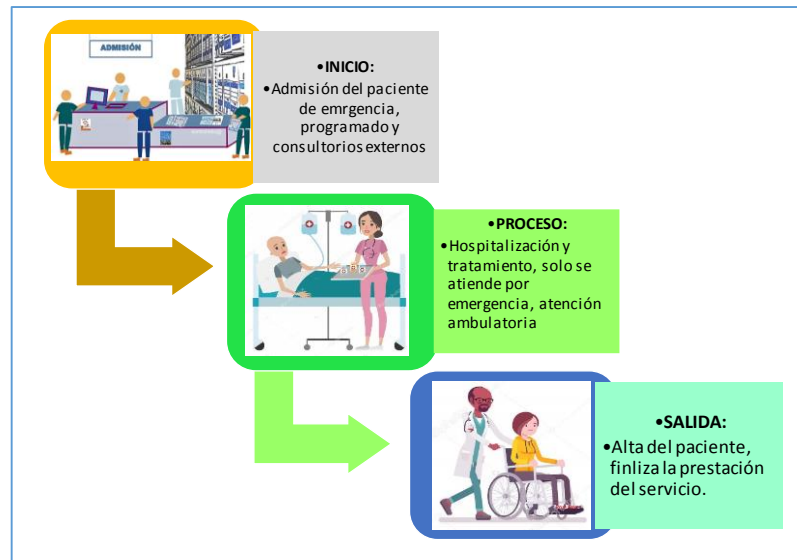 ADMISIÓN
•INICIO:
•Admisión del paciente
de emrgencia,
programado y
consultorios externos
•PROCESO:
•Hospitalización y
tratamiento, solo se
atiende por
emergencia, atención
ambulatoria
•SALIDA:
•Alta del paciente,
finliza la prestación
del servicio.